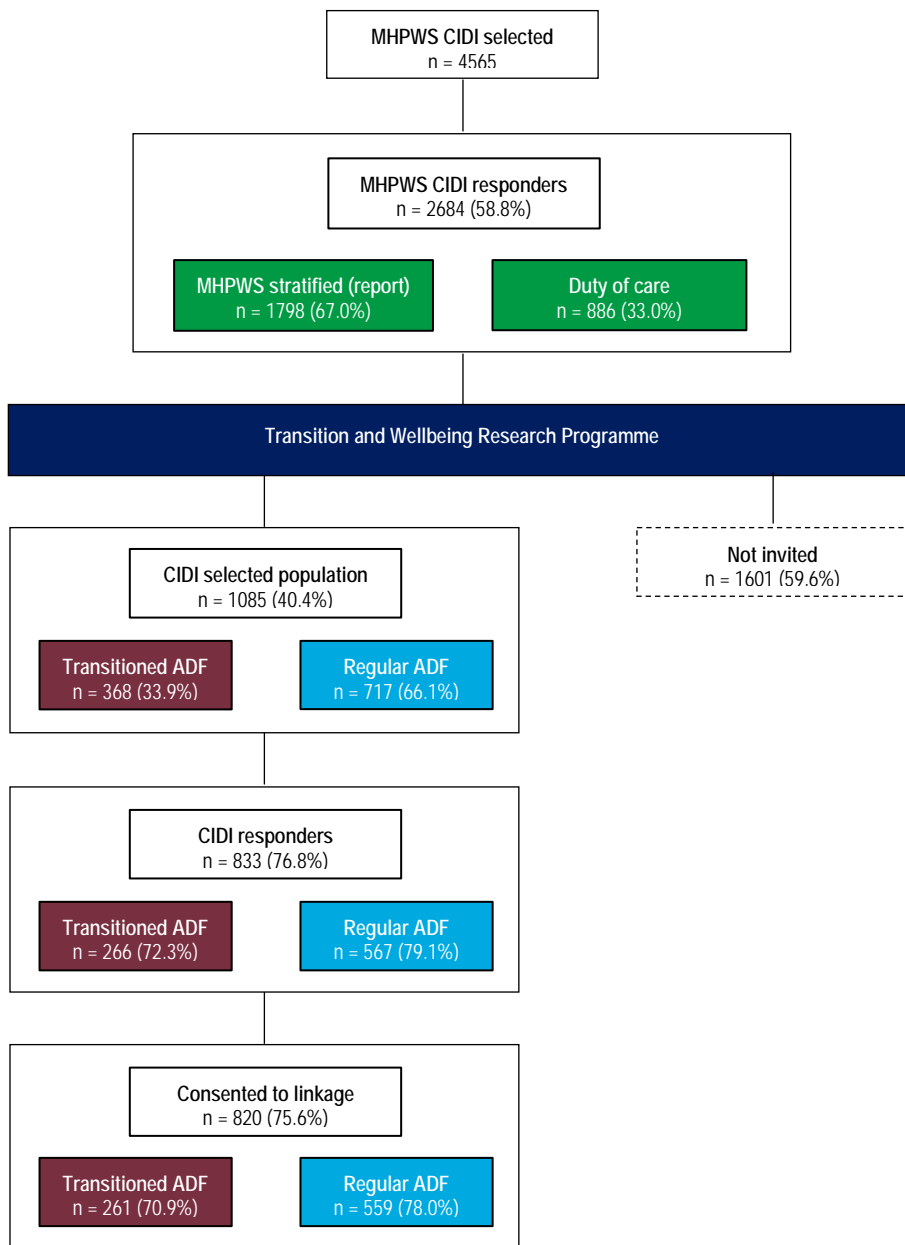 MHPWS CIDI selected
n = 4565
MHPWS CIDI responders
n = 2684 (58.8%)
MHPWS stratified (report)
n = 1798 (67.0%)
Duty of care
n = 886 (33.0%)
Transition and Wellbeing Research Programme
CIDI selected population
n = 1085 (40.4%)
Not invited
n = 1601 (59.6%)
Transitioned ADF
n = 368 (33.9%)
Regular ADF
n = 717 (66.1%)
CIDI responders
n = 833 (76.8%)
Transitioned ADF
n = 266 (72.3%)
Regular ADF
n = 567 (79.1%)
Consented to linkage
n = 820 (75.6%)
Transitioned ADF
n = 261 (70.9%)
Regular ADF
n = 559 (78.0%)